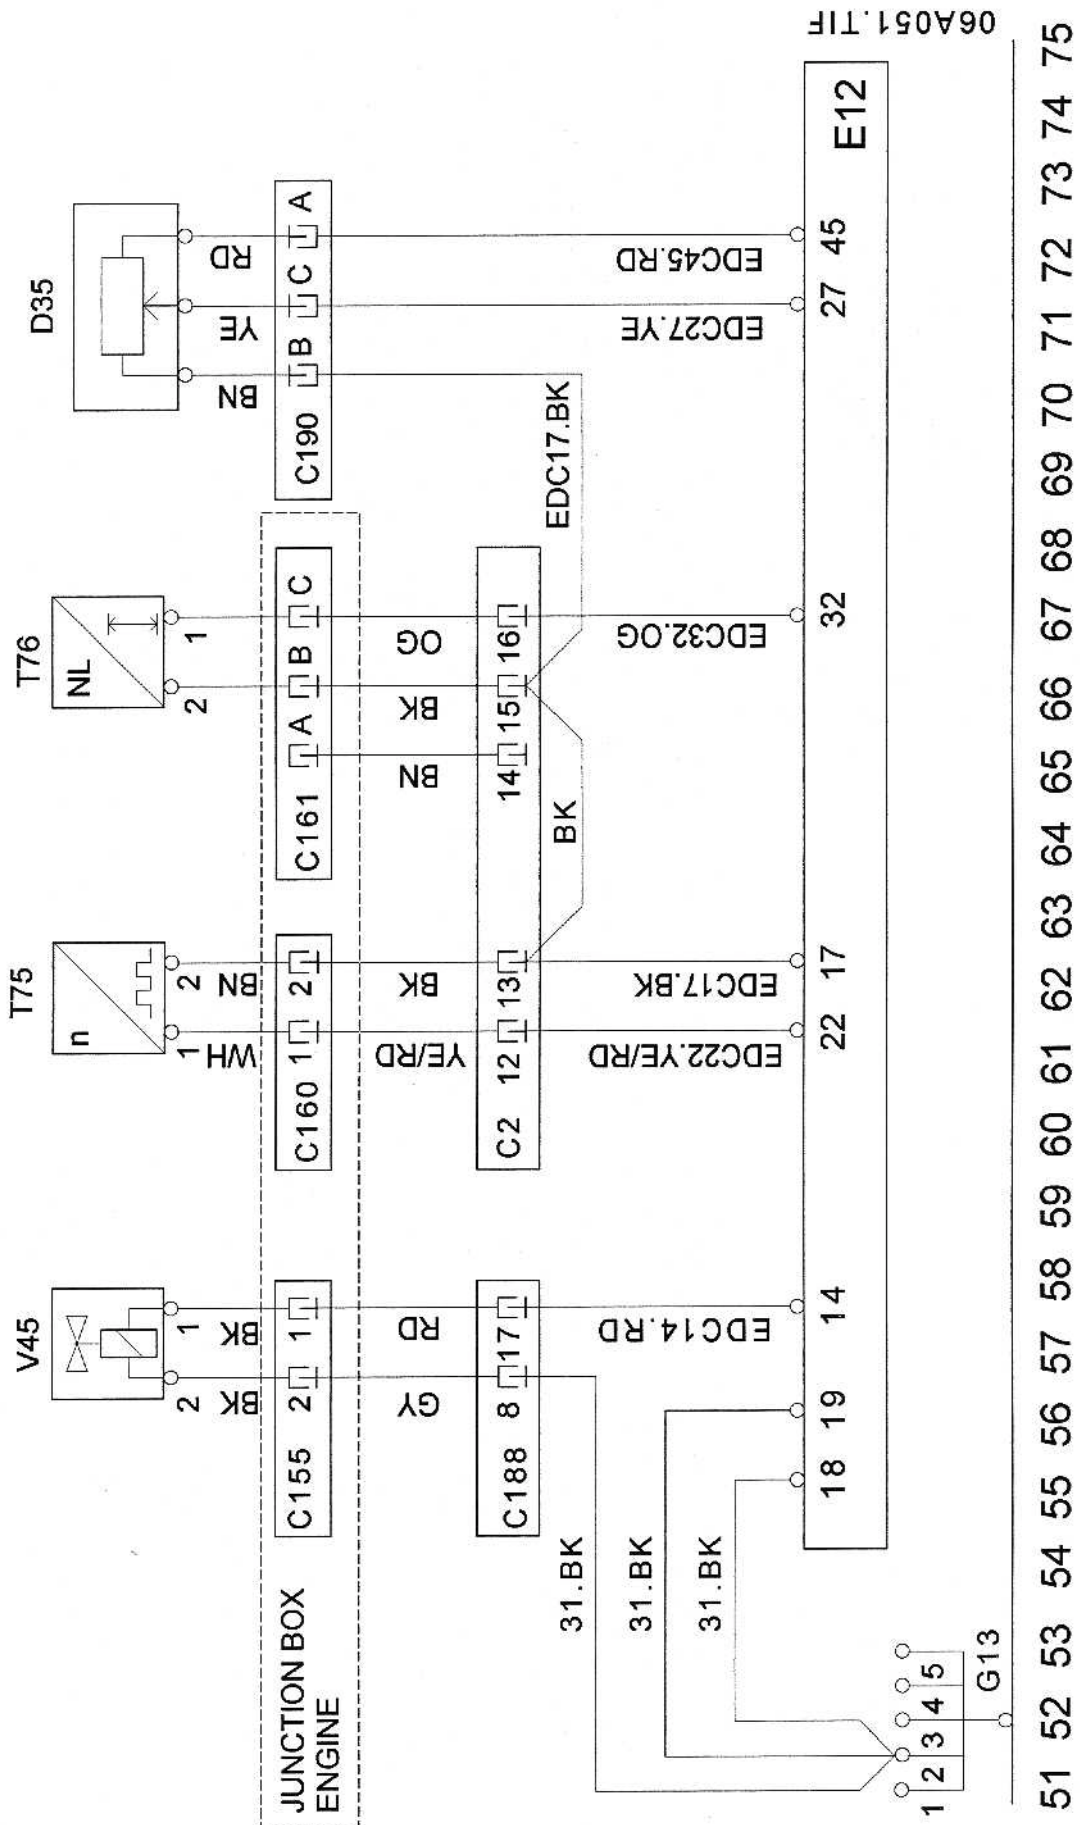 V45
T75
T76
D35
n
NL
2 1
1 2
2 1
BK BK
WH BN
BN YE RD
JUNCTION BOX
ENGINE
C155 2 1
C160 1 2
C161 A B C
C190 B C A
GY RD
YE/RD BK
BN BK OG
C188 8 17
C2 12 13 14 15 16
31.BK
31.BK
31.BK
EDC14.RD
EDC22.YE/RD
EDC17.BK
BK
EDC17.BK
EDC32.OG
EDC27.YE
EDC45.RD
18 19 14 22 17 32 27 45
E12
1 2 3 4 5
G13
06A051.TIF
51 52 53 54 55 56 57 58 59 60 61 62 63 64 65 66 67 68 69 70 71 72 73 74 75